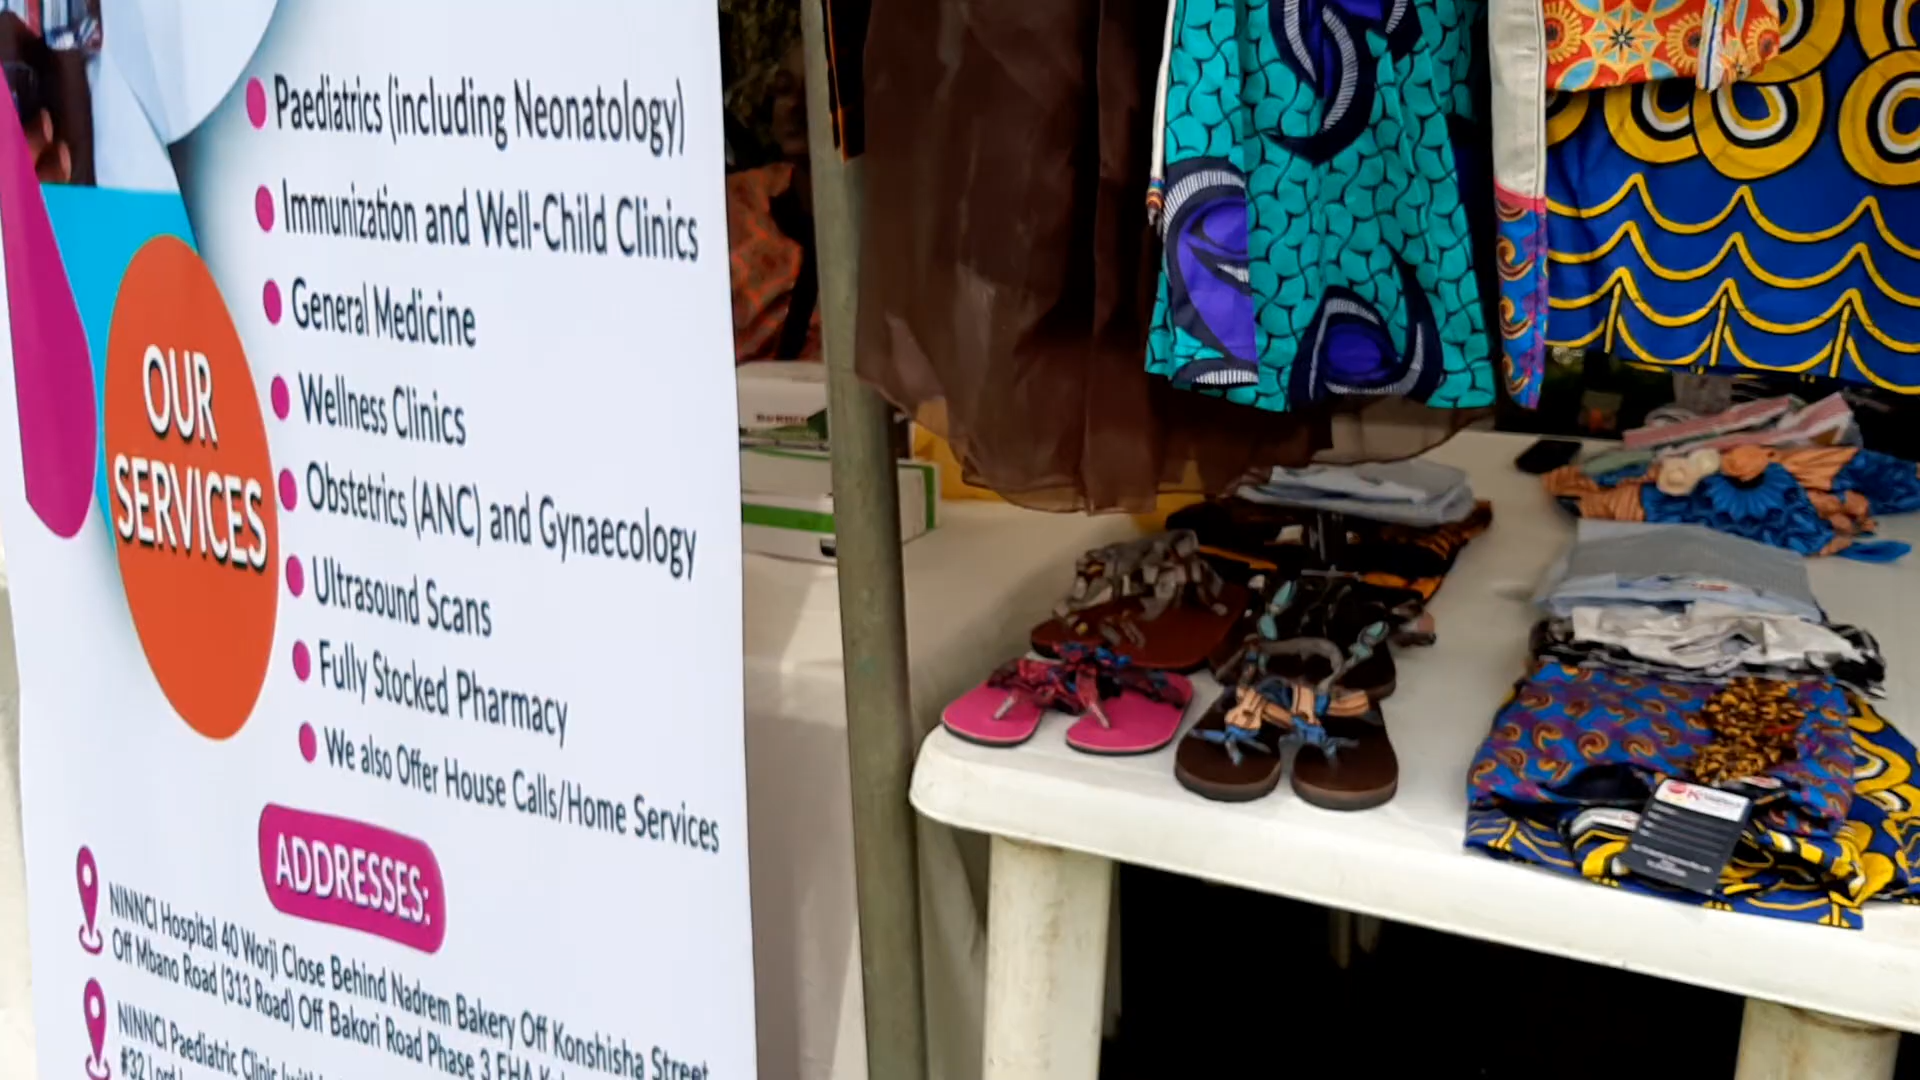 Paediatrics (including Neonatology)
Immunization and Well-Child Clinics
General Medicine
Wellness Clinics
OUR
SERVICES
Obstetrics (ANC) and Gynaecology
Ultrasound Scans
Fully Stocked Pharmacy
We also Offer House Calls/Home Services
ADDRESSES:
NINNCI Hospital 40 Worji Close Behind Nadrem Bakery Off Konshisha Street
Off Mbano Road (313 Road) Off Bakori Road Phase 3 FHA
NINNCI Paediatric Clinic
#32 Lord